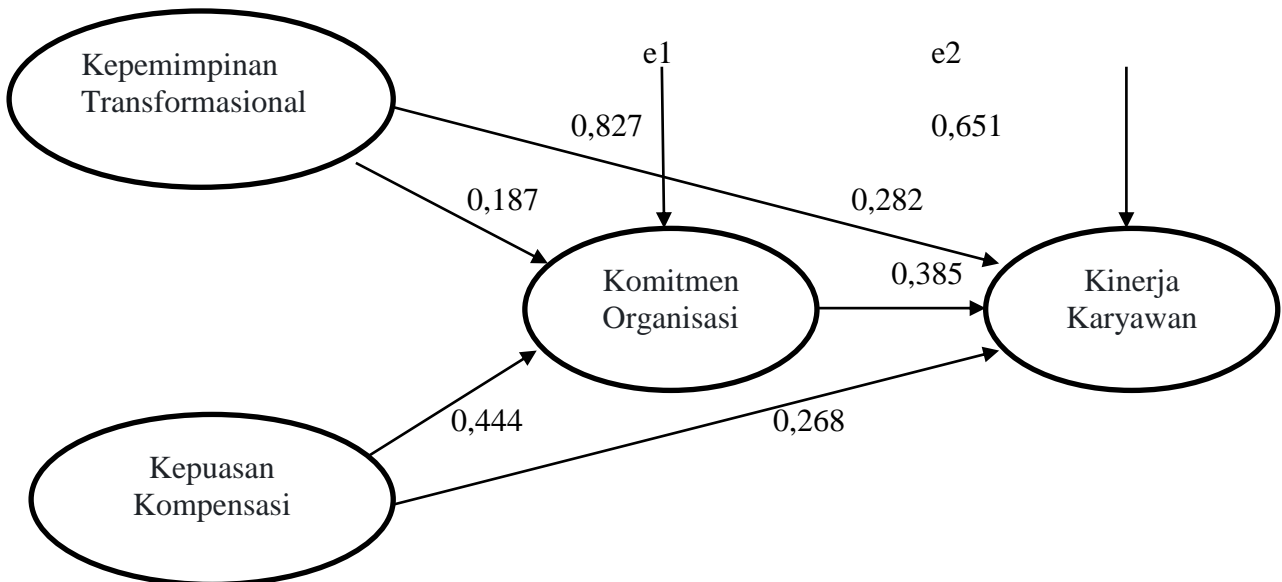 Kepemimpinan
Transformasional
e1
e2
0,827
0,651
0,187
0,282
Komitmen
Organisasi
0,385
Kinerja
Karyawan
0,444
0,268
Kepuasan
Kompensasi